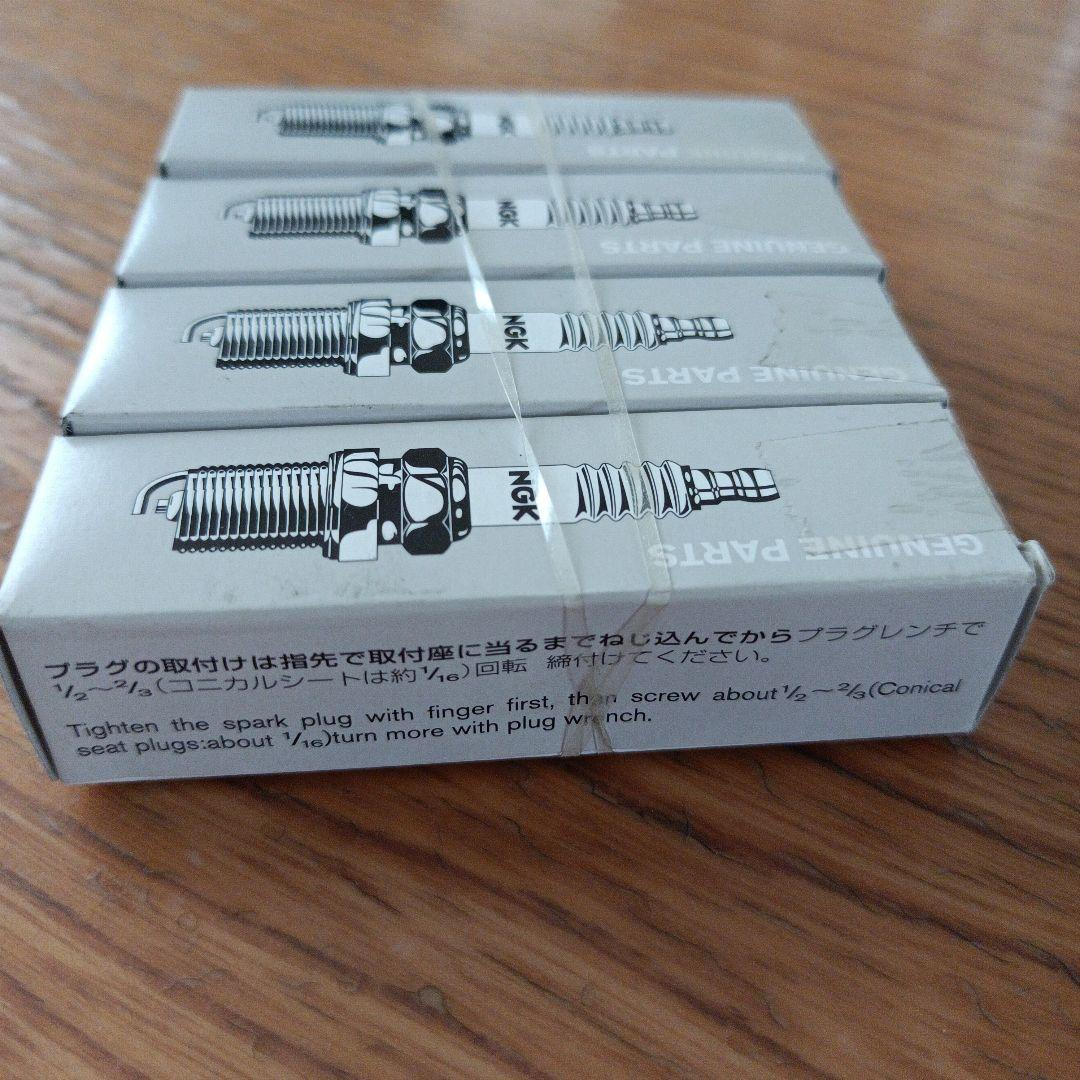 NGK
GENUINE PARTS
NGK
GENUINE PARTS
NGK
GENUINE PARTS
NGK
GENUINE PARTS
プラグの取付けは指先で取付座に当るまでねじ込んでからプラグレンチで
1/2～2/3(コニカルシートは約1/16)回転 締付けてください。
Tighten the spark plug with finger first, than screw about 1/2～2/3(Conical
seat plugs:about 1/16)turn more with plug wrench.